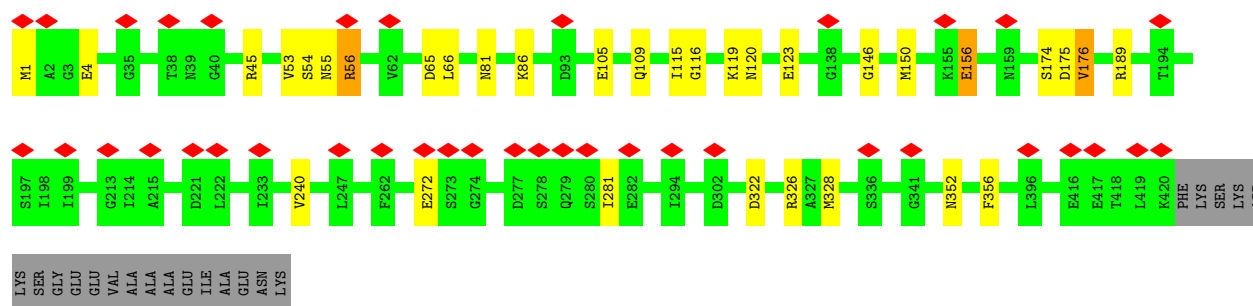 M1 A2 G3 E4 G35 T38 N39 G40 R45 V53 S54 N55 R56 V62 D65 L66 N81 K86 D93 E105 Q109 I115 G116 K119 N120 E123 G138 G146 M150 K155 E156 N159 S174 D175 V176 R189 T194
S197 I198 I199 G213 I214 A215 D221 L222 I233 V240 L247 F262 E272 S273 G274 D277 S278 Q279 S280 I281 E282 I294 D302 D322 R326 A327 M328 S336 G341 N352 F356 L396 E416 E417 T418 L419 K420 PHE LYS SER LYS
LYS SER GLY GLU GLU VAL ALA ALA ALA GLU ILE ALA GLU ASN LYS